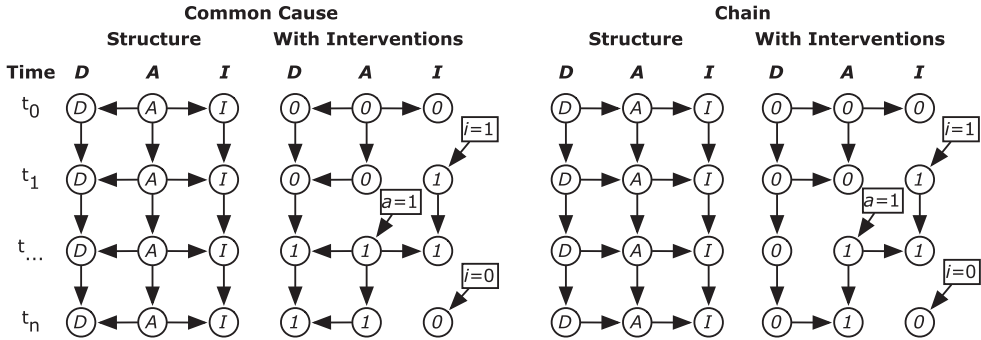 Common Cause Chain
Structure With Interventions Structure With Interventions
Time D A I D A I D A I D A I
t0 D A I 0 0 0 D A I 0 0 0
i=1 i=1
t1 D A I 0 0 1 D A I 0 0 1
a=1 a=1
t... D A I 1 1 1 D A I 0 1 1
i=0 i=0
tn D A I 1 1 0 D A I 0 1 0